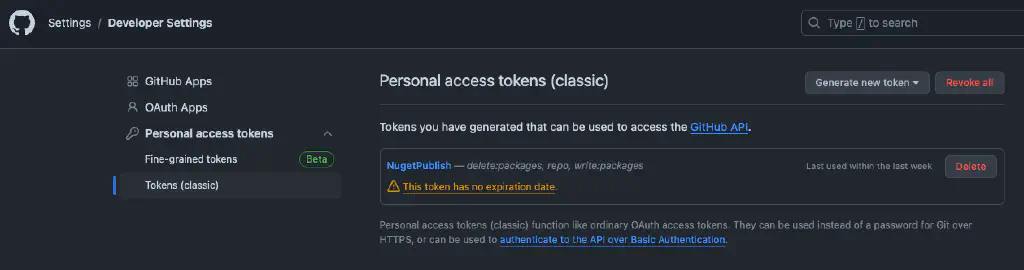 Settings / Developer Settings
Type / to search
GitHub Apps
OAuth Apps
Personal access tokens
Fine-grained tokens Beta
Tokens (classic)
Personal access tokens (classic)
Generate new token
Revoke all
Tokens you have generated that can be used to access the GitHub API.
NugetPublish — delete:packages, repo, write:packages
Last used within the last week
Delete
This token has no expiration date.
Personal access tokens (classic) function like ordinary OAuth access tokens. They can be used instead of a password for Git over
HTTPS, or can be used to authenticate to the API over Basic Authentication.